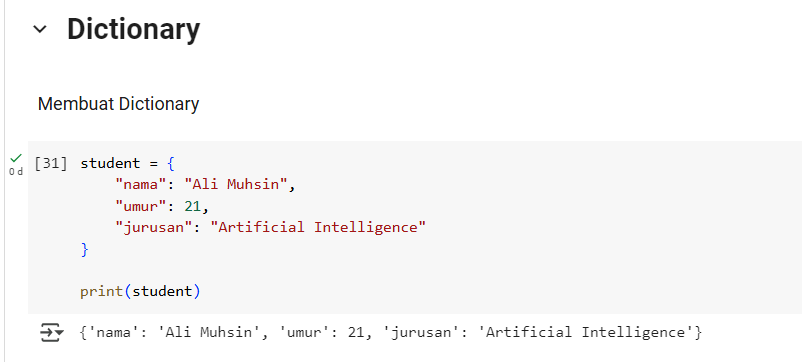 Dictionary
Membuat Dictionary
[31] student = {
0 d
    "nama": "Ali Muhsin",
    "umur": 21,
    "jurusan": "Artificial Intelligence"
}
print(student)
{'nama': 'Ali Muhsin', 'umur': 21, 'jurusan': 'Artificial Intelligence'}